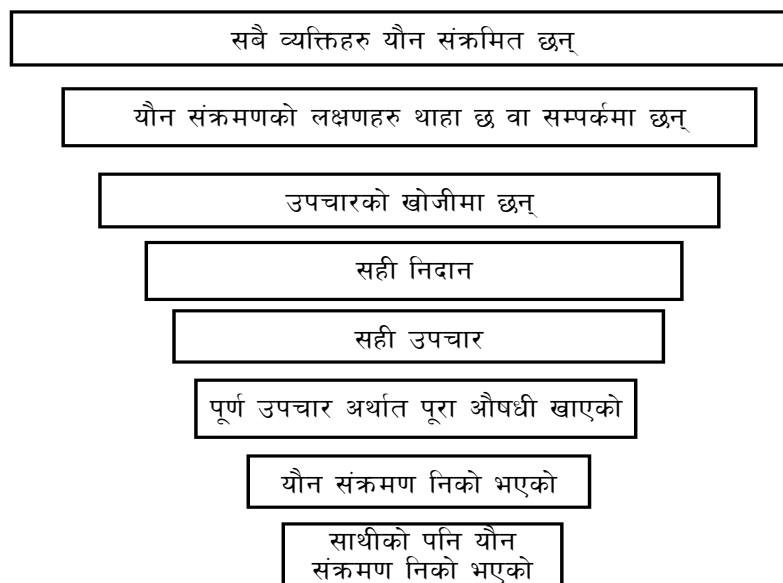 सबै व्यक्तिहरु यौन संक्रमित छन्
यौन संक्रमणको लक्षणहरु थाहा छ वा सम्पर्कमा छन्
उपचारको खोजीमा छन्
सही निदान
सही उपचार
पूर्ण उपचार अर्थात पूरा औषधी खाएको
यौन संक्रमण निको भएको
साथीको पनि यौन
संक्रमण निको भएको